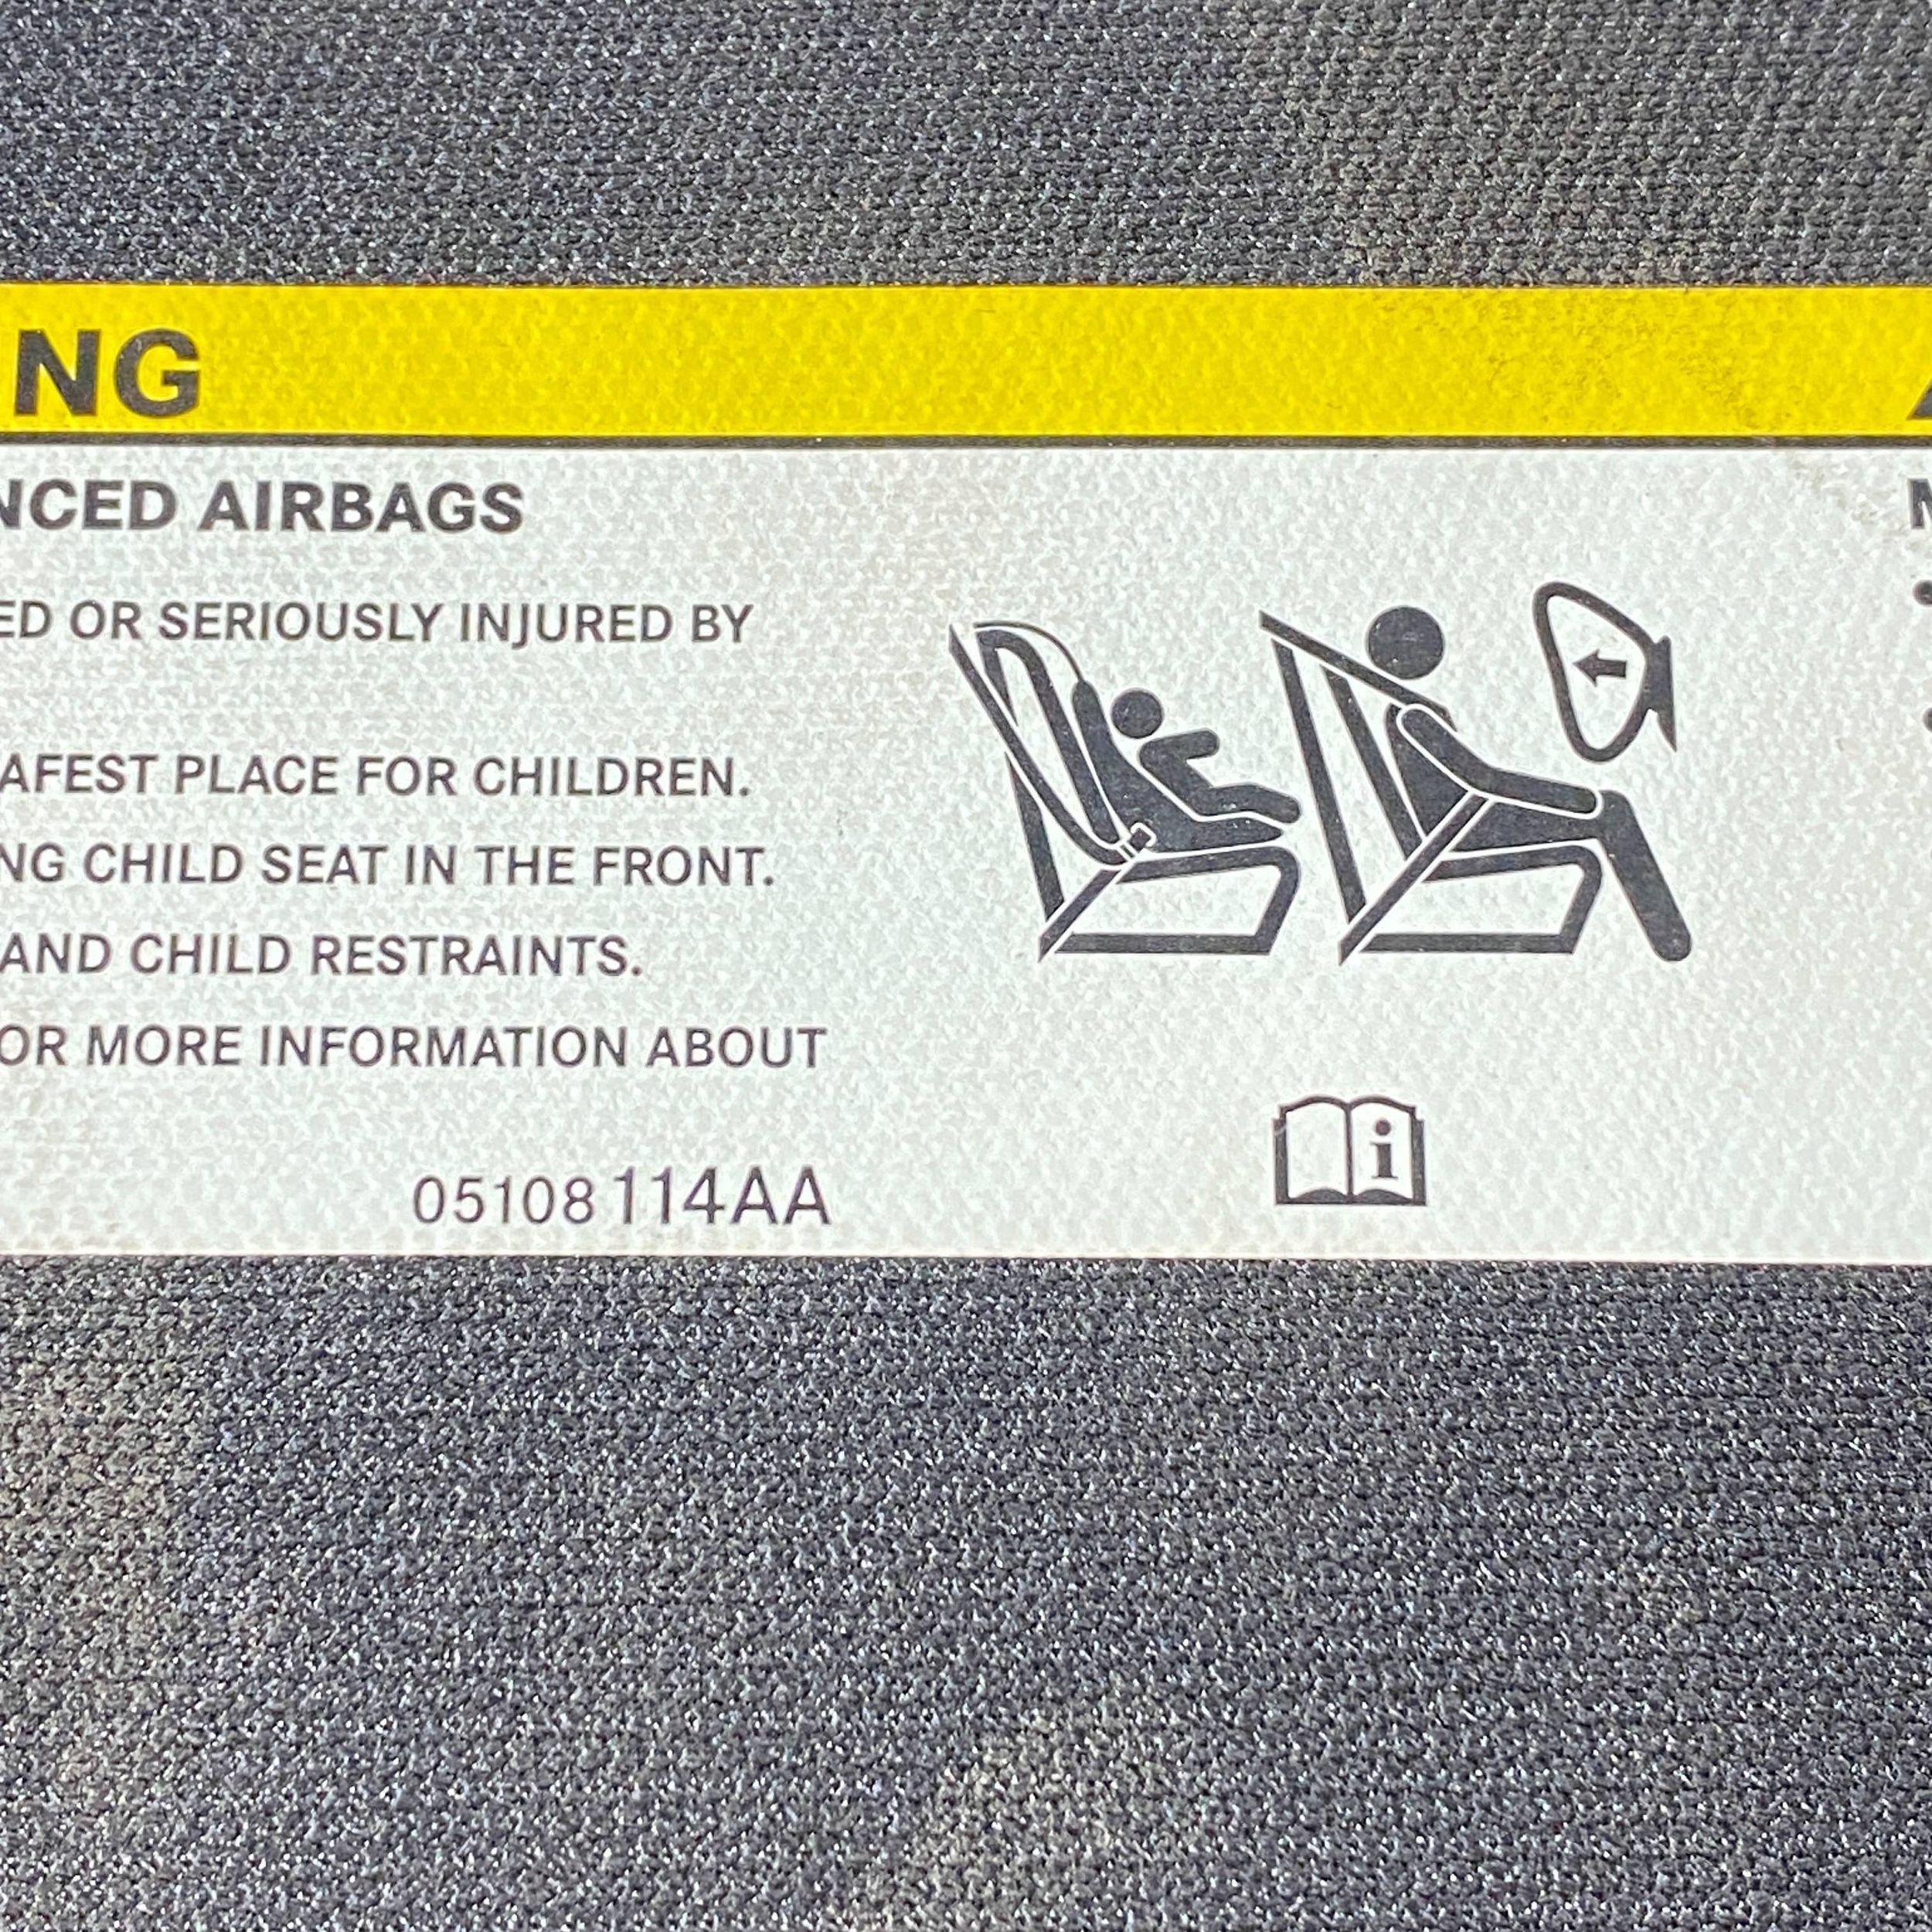 NG
NCED AIRBAGS
ED OR SERIOUSLY INJURED BY
AFEST PLACE FOR CHILDREN.
NG CHILD SEAT IN THE FRONT.
AND CHILD RESTRAINTS.
OR MORE INFORMATION ABOUT
05108114AA
i